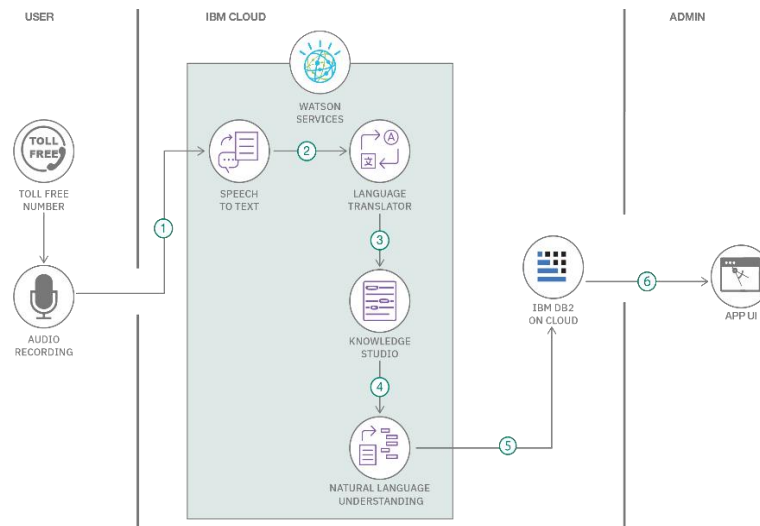 USER
IBM CLOUD
ADMIN
WATSON
SERVICES
TOLL
FREE
TOLL FREE
NUMBER
1
SPEECH
TO TEXT
2
A
文
LANGUAGE
TRANSLATOR
3
AUDIO
RECORDING
KNOWLEDGE
STUDIO
4
NATURAL LANGUAGE
UNDERSTANDING
5
IBM DB2
ON CLOUD
6
APP UI